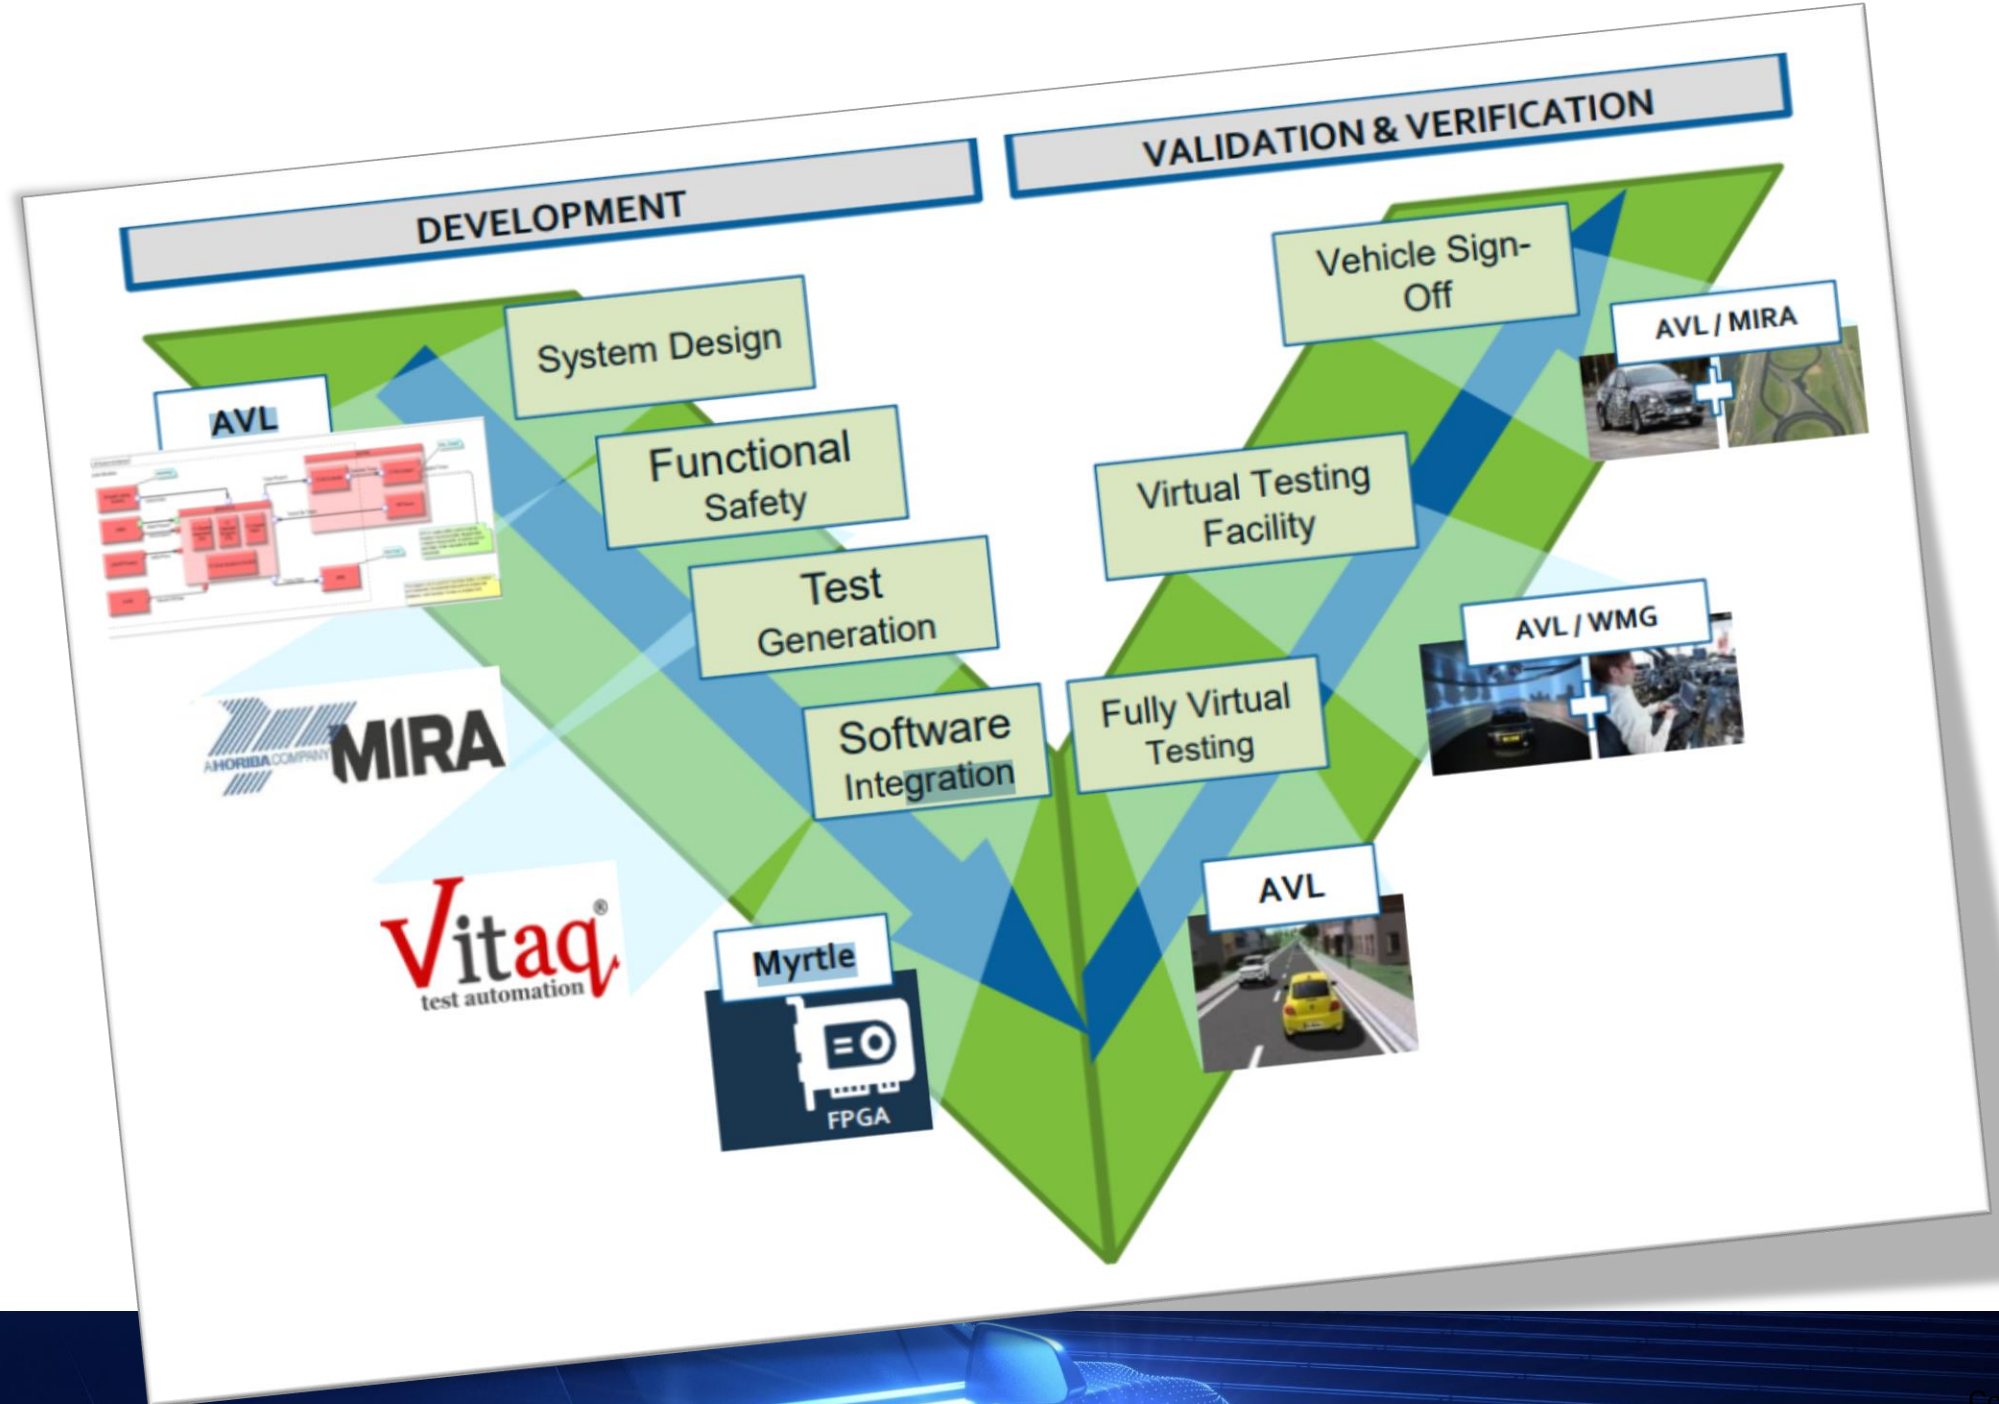 DEVELOPMENT
VALIDATION & VERIFICATION
System Design
AVL
Functional
Safety
Test
Generation
Software
Integration
A HORIBA COMPANY
MIRA
Vitaq®
test automation
Myrtle
FPGA
Vehicle Sign-
Off
AVL / MIRA
Virtual Testing
Facility
AVL / WMG
Fully Virtual
Testing
AVL